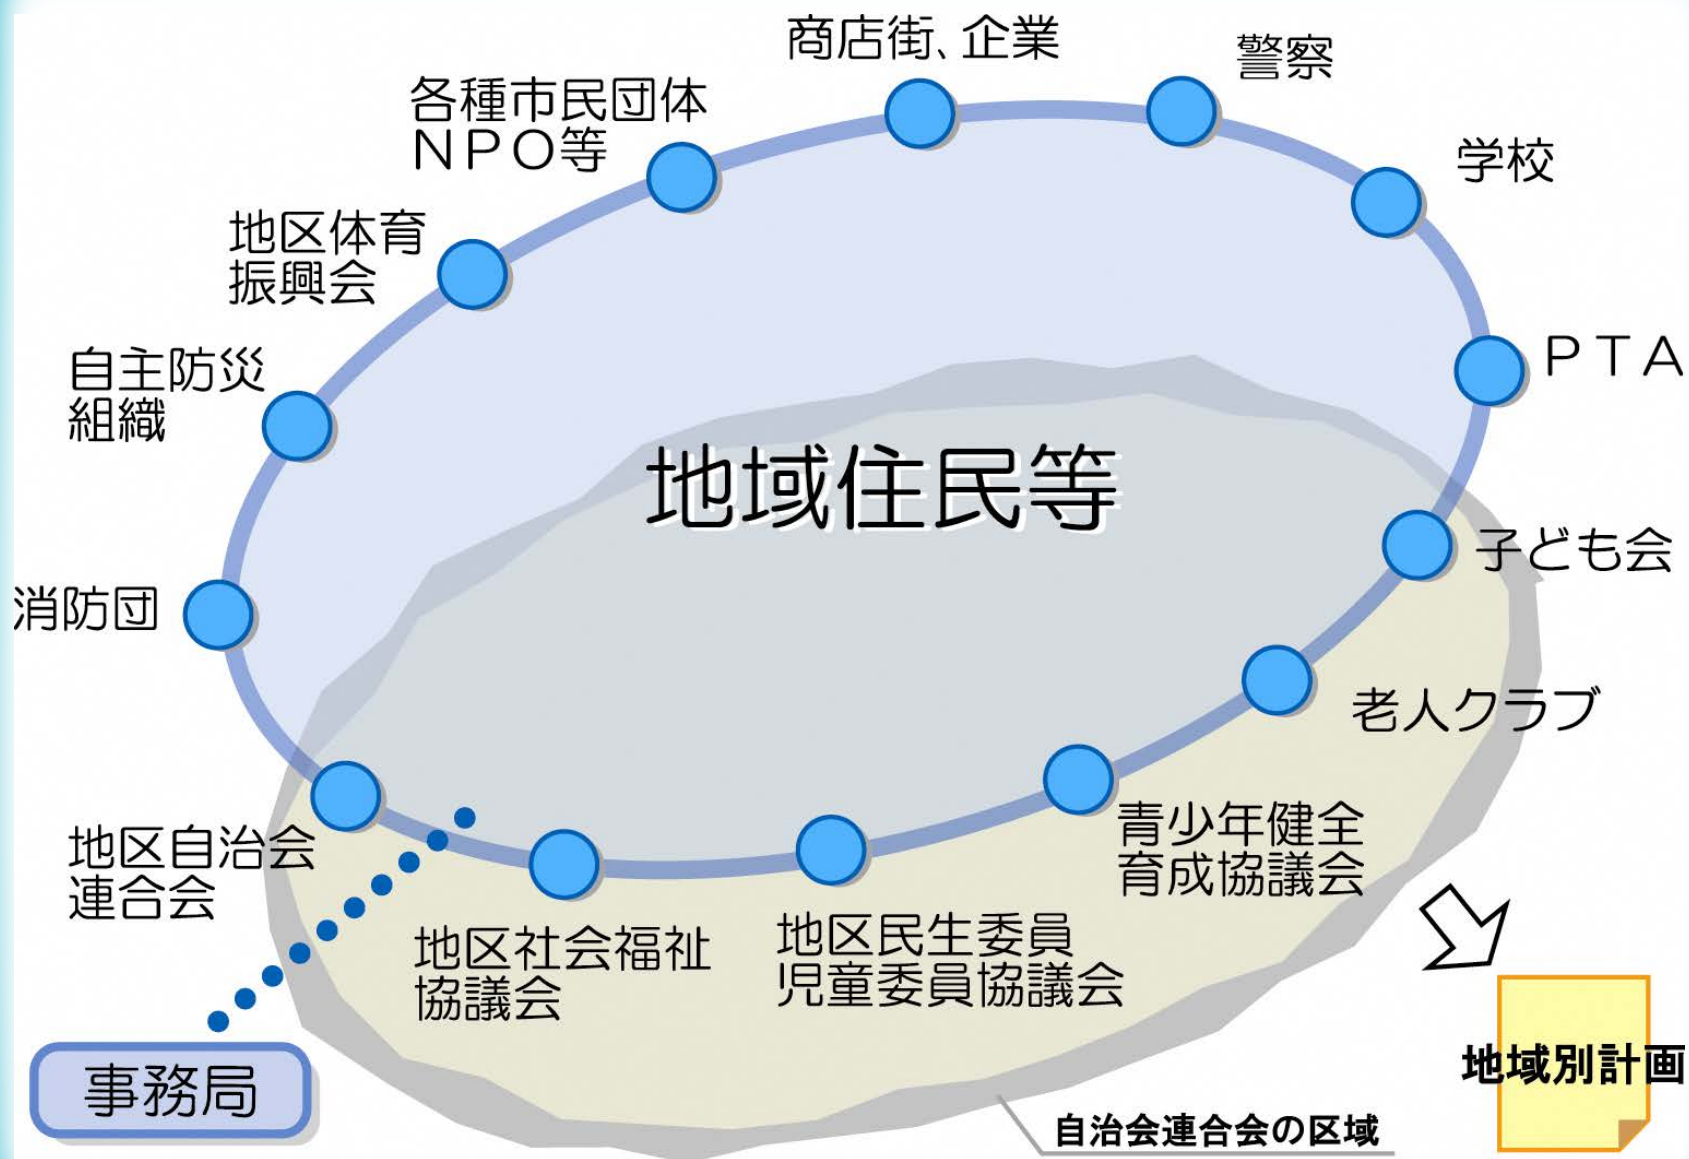 商店街、企業
警察
各種市民団体
ＮＰＯ等
学校
地区体育
振興会
ＰＴＡ
自主防災
組織
地域住民等
子ども会
消防団
老人クラブ
青少年健全
育成協議会
地区自治会
連合会
地区社会福祉
協議会
地区民生委員
児童委員協議会
事務局
地域別計画
自治会連合会の区域